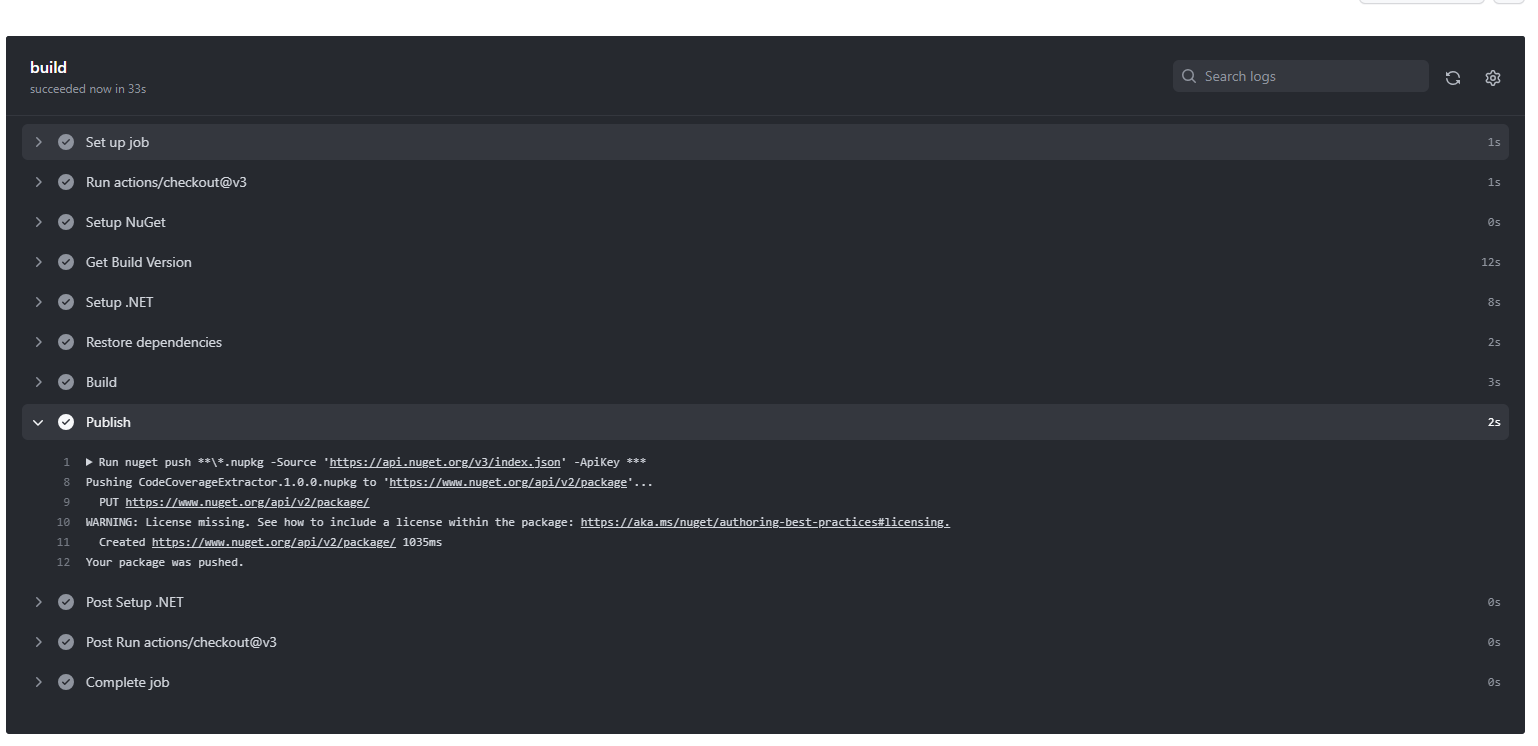 build
succeeded now in 33s
Search logs
Set up job 1s
Run actions/checkout@v3 1s
Setup NuGet 0s
Get Build Version 12s
Setup .NET 8s
Restore dependencies 2s
Build 3s
Publish 2s
1 Run nuget push **\*.nupkg -Source 'https://api.nuget.org/v3/index.json' -ApiKey ***
8 Pushing CodeCoverageExtractor.1.0.0.nupkg to 'https://www.nuget.org/api/v2/package'...
9 PUT https://www.nuget.org/api/v2/package/
10 WARNING: License missing. See how to include a license within the package: https://aka.ms/nuget/authoring-best-practices#licensing.
11 Created https://www.nuget.org/api/v2/package/ 1035ms
12 Your package was pushed.
Post Setup .NET 0s
Post Run actions/checkout@v3 0s
Complete job 0s